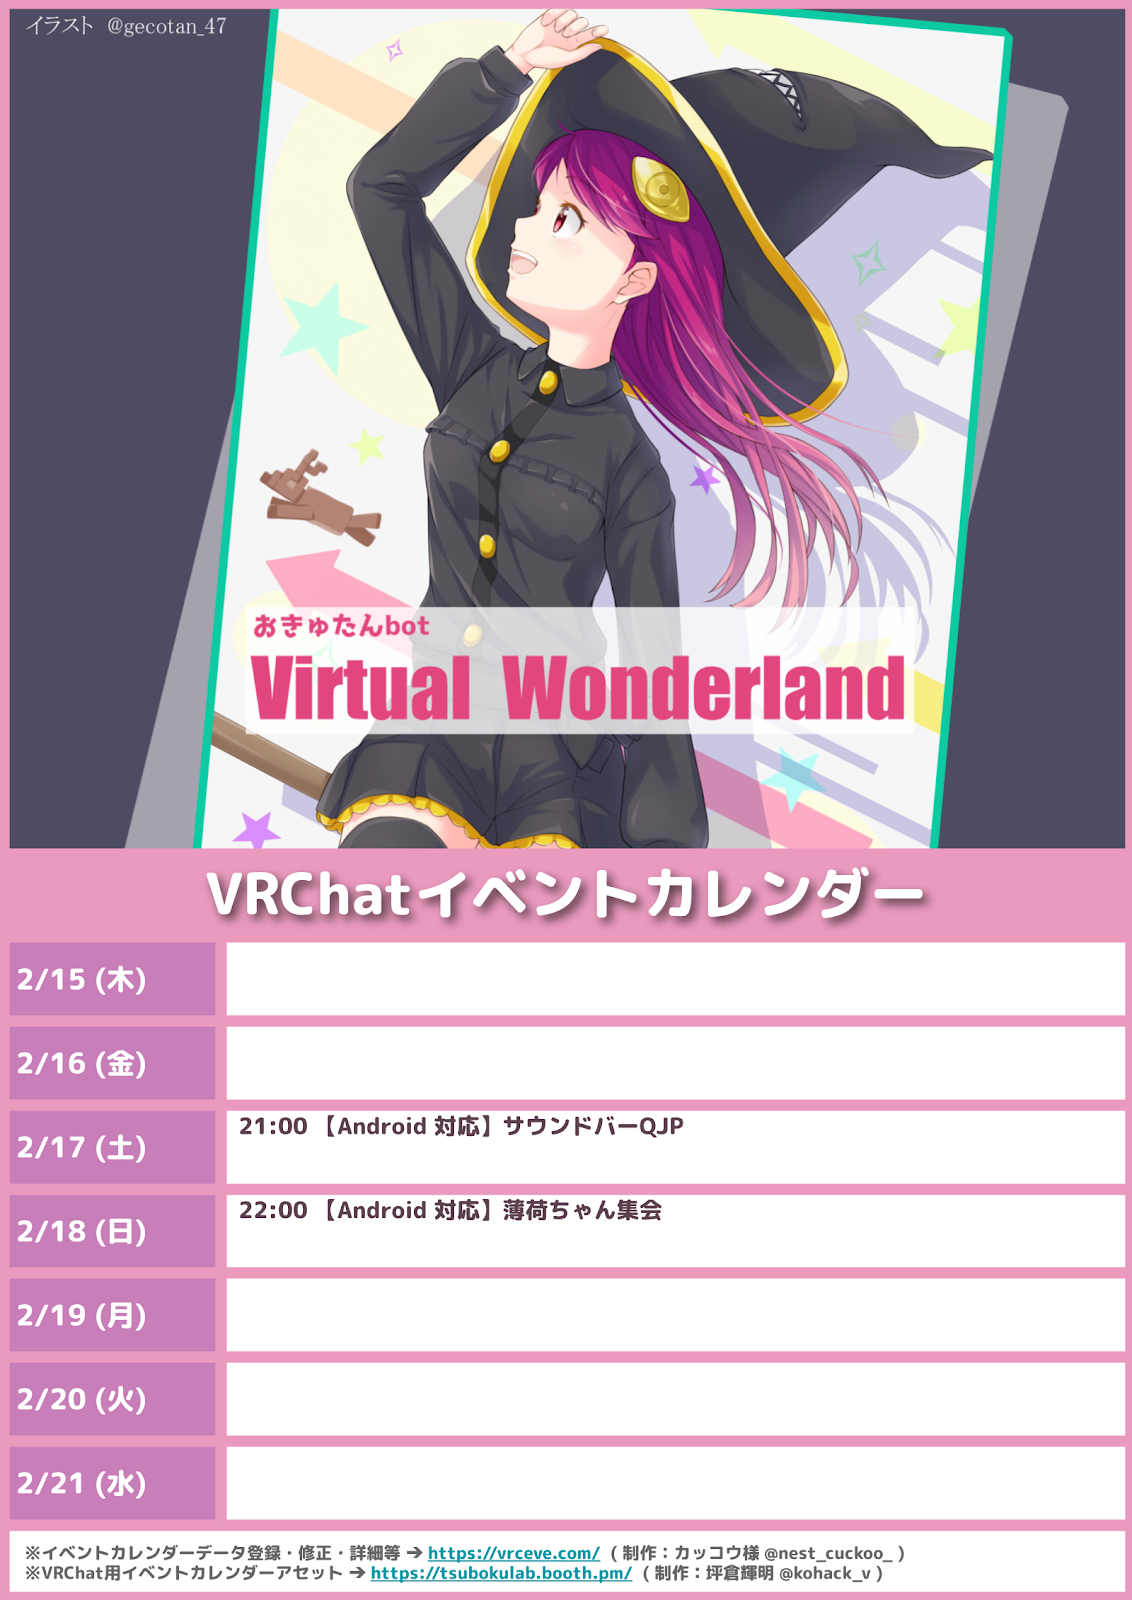 イラスト @gecotan_47
おきゅたんbot
Virtual Wonderland
VRChatイベントカレンダー
2/15 (木)
2/16 (金)
2/17 (土)
21:00 【Android 対応】サウンドバーQJP
2/18 (日)
22:00 【Android 対応】薄荷ちゃん集会
2/19 (月)
2/20 (火)
2/21 (水)
※イベントカレンダーデータ登録・修正・詳細等 → https://vrceve.com/ ( 制作：カッコウ様 @nest_cuckoo_ )
※VRChat用イベントカレンダーアセット → https://tsubokulab.booth.pm/ ( 制作：坪倉輝明 @kohack_v )